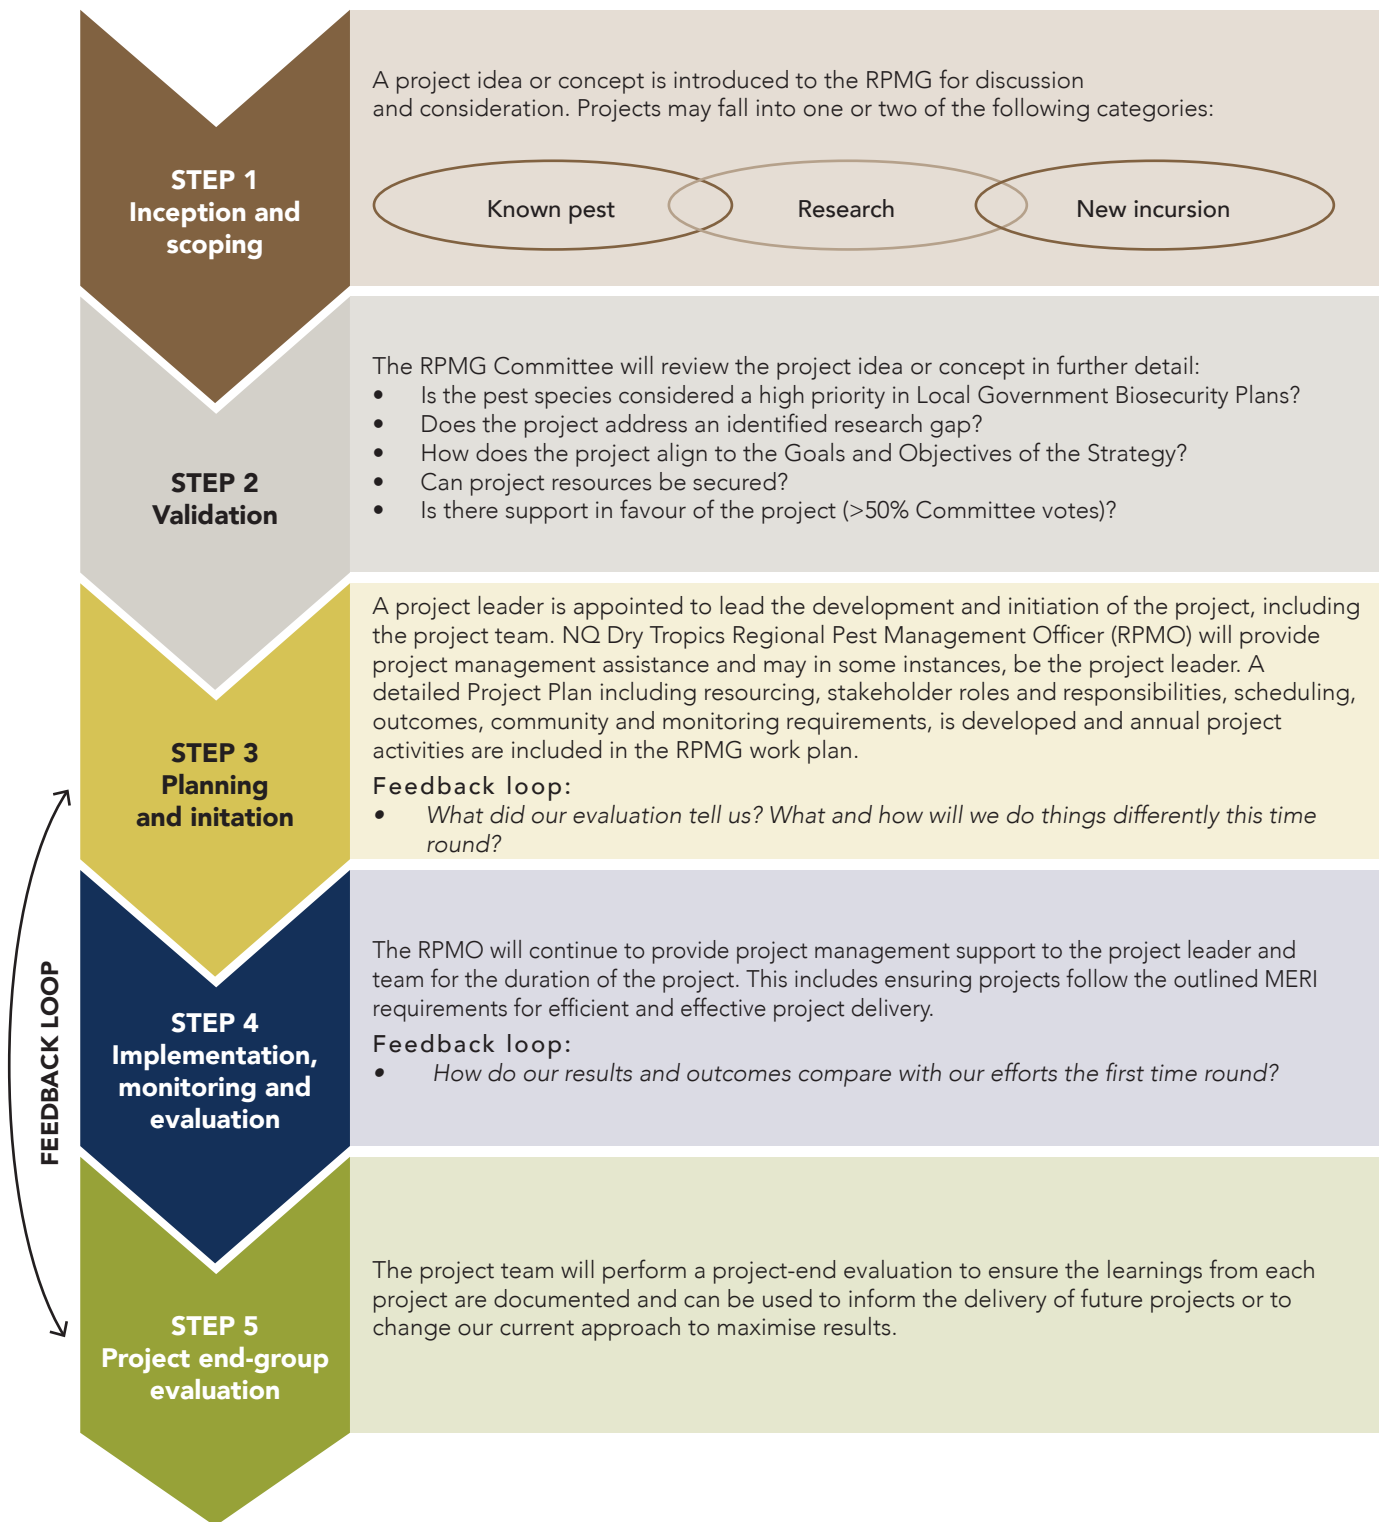 STEP 1
Inception and
scoping
A project idea or concept is introduced to the RPMG for discussion
and consideration. Projects may fall into one or two of the following categories:
Known pest
Research
New incursion
STEP 2
Validation
The RPMG Committee will review the project idea or concept in further detail:
• Is the pest species considered a high priority in Local Government Biosecurity Plans?
• Does the project address an identified research gap?
• How does the project align to the Goals and Objectives of the Strategy?
• Can project resources be secured?
• Is there support in favour of the project (>50% Committee votes)?
STEP 3
Planning
and initation
A project leader is appointed to lead the development and initiation of the project, including
the project team. NQ Dry Tropics Regional Pest Management Officer (RPMO) will provide
project management assistance and may in some instances, be the project leader. A
detailed Project Plan including resourcing, stakeholder roles and responsibilities, scheduling,
outcomes, community and monitoring requirements, is developed and annual project
activities are included in the RPMG work plan.
Feedback loop:
• What did our evaluation tell us? What and how will we do things differently this time
round?
FEEDBACK LOOP
STEP 4
Implementation,
monitoring and
evaluation
The RPMO will continue to provide project management support to the project leader and
team for the duration of the project. This includes ensuring projects follow the outlined MERI
requirements for efficient and effective project delivery.
Feedback loop:
• How do our results and outcomes compare with our efforts the first time round?
STEP 5
Project end-group
evaluation
The project team will perform a project-end evaluation to ensure the learnings from each
project are documented and can be used to inform the delivery of future projects or to
change our current approach to maximise results.